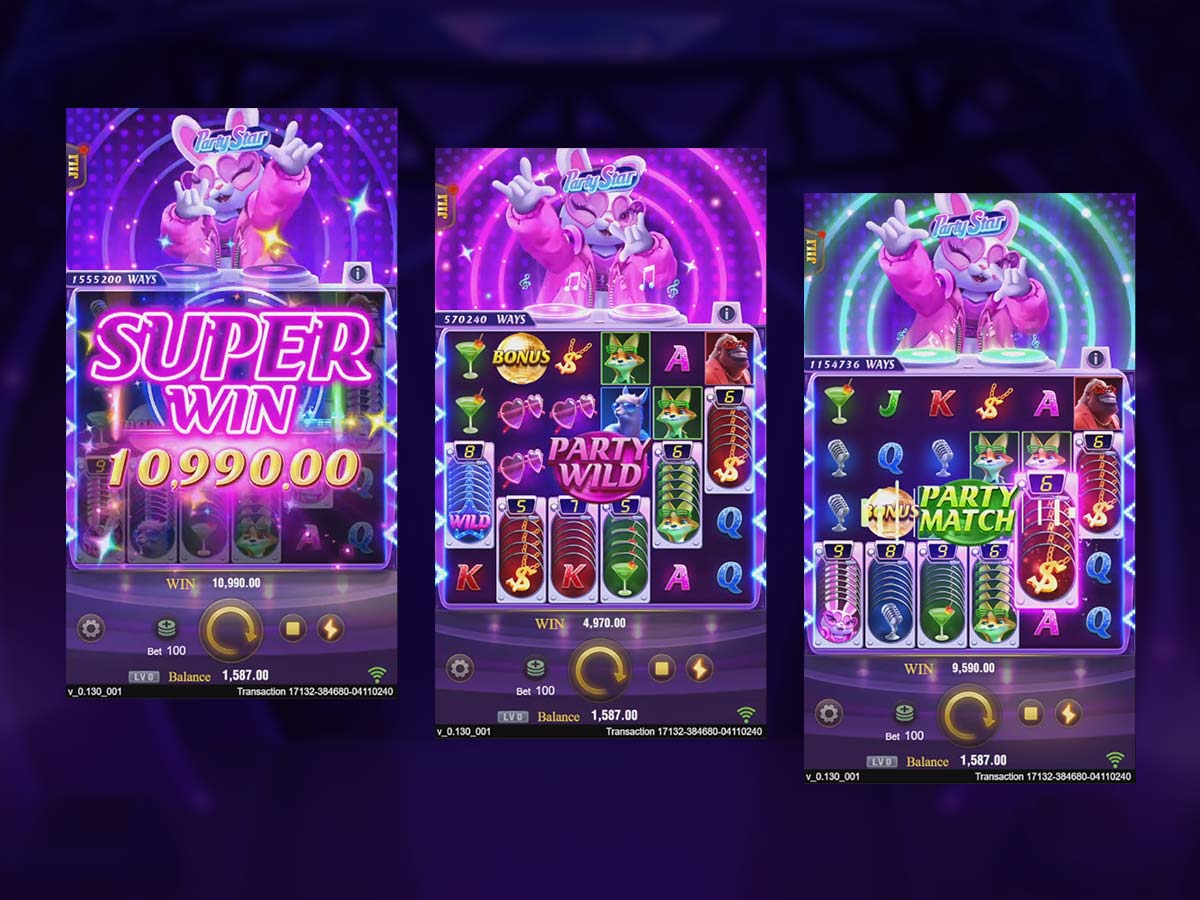 Party Star
JILI
1555200 WAYS
SUPER
WIN
10,990.00
9
A
Q
WIN 10,990.00
Bet 100
LV 0 Balance 1,587.00
v_0.130_001 Transaction 17132-384680-04110240
Party Star
JILI
570240 WAYS
BONUS A
6
PARTY
WILD
8 6
WILD 5 7 5 Q
K K A Q
WIN 4,970.00
Bet 100
LV 0 Balance 1,587.00
v_0.130_001 Transaction 17132-384680-04110240
Party Star
JILI
1154736 WAYS
J K A
Q 6
6
BONUS PARTY
MATCH
9 8 9 6 Q
A Q
WIN 9,590.00
Bet 100
LV 0 Balance 1,587.00
v_0.130_001 Transaction 17132-384680-04110240